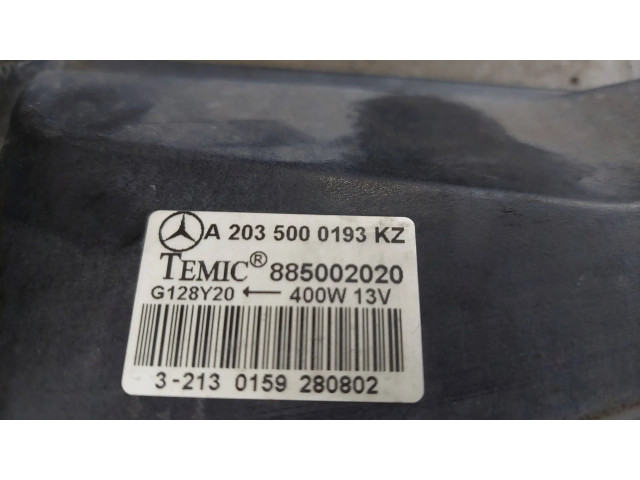 A 203 500 0193 KZ
TEMIC® 885002020
G128Y20 ← 400W 13V
3-213 0159 280802